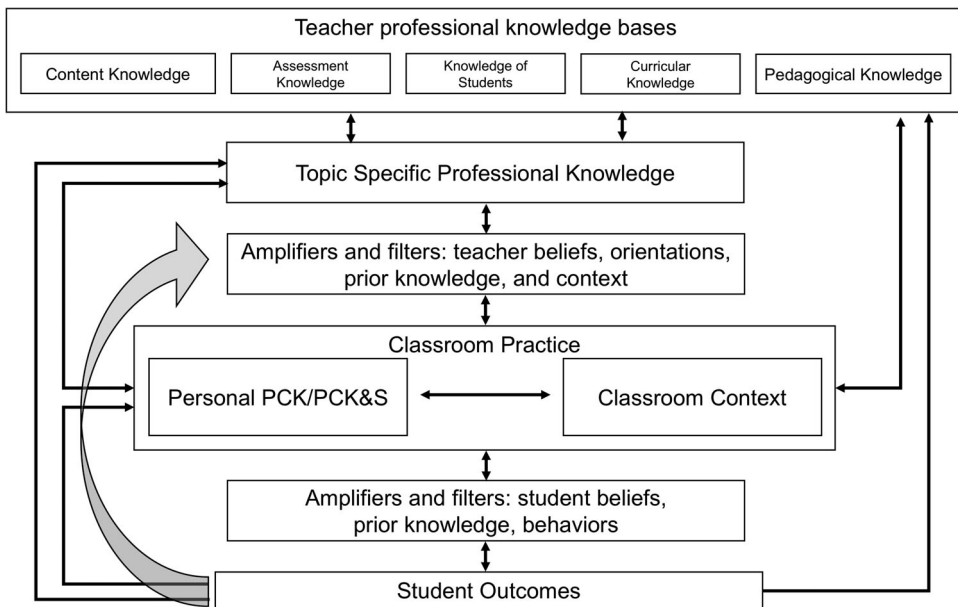 Teacher professional knowledge bases
Content Knowledge
Assessment
Knowledge
Knowledge of
Students
Curricular
Knowledge
Pedagogical Knowledge
Topic Specific Professional Knowledge
Amplifiers and filters: teacher beliefs, orientations,
prior knowledge, and context
Classroom Practice
Personal PCK/PCK&S
Classroom Context
Amplifiers and filters: student beliefs,
prior knowledge, behaviors
Student Outcomes